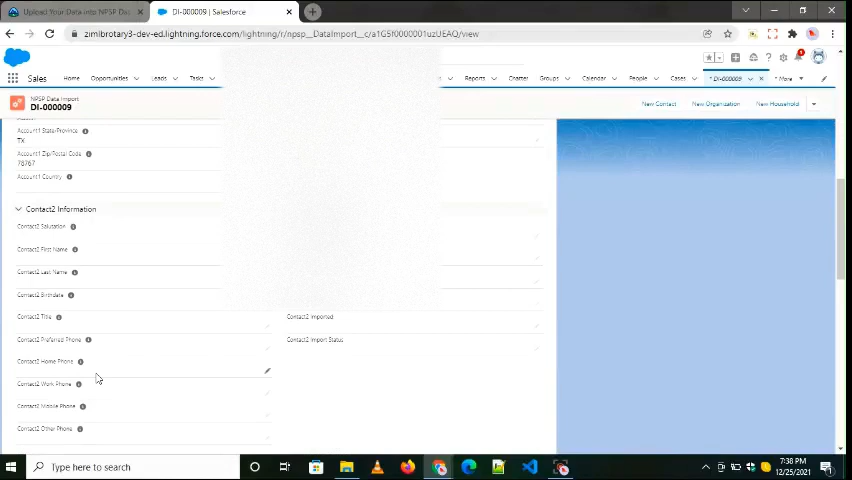 Upload Your Data into NPSP Dat
DI-000009 | Salesforce
zimlbrotary3-dev-ed.lightning.force.com/lightning/r/npsp__DataImport__c/a1G5f0000001uzUEAQ/view
Sales
Home
Opportunities
Leads
Tasks
Reports
Charter
Groups
Calendar
People
Cases
* DI-000009
* More
NPSP Data Import
DI-000009
New Contact
New Organization
New Household
Account1 State/Province
TX
Account1 Zip/Postal Code
78767
Account1 Country
Contact2 Information
Contact2 Salutation
Contact2 First Name
Contact2 Last Name
Contact2 Birthdate
Contact2 Title
Contact2 Imported
Contact2 Preferred Phone
Contact2 Import Status
Contact2 Home Phone
Contact2 Work Phone
Contact2 Mobile Phone
Contact2 Other Phone
Type here to search
7:38 PM
12/25/2021